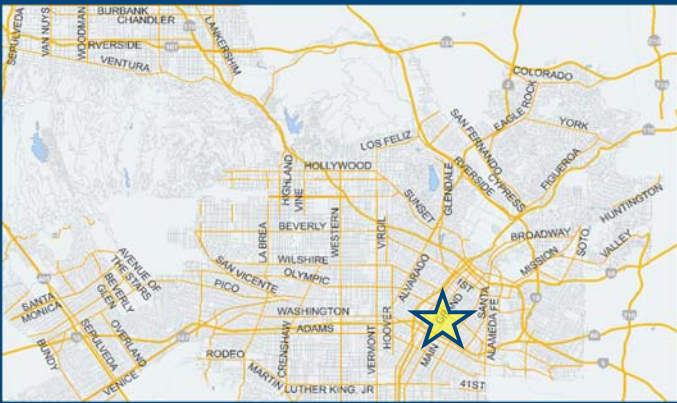 BURBANK
CHANDLER
SEPULVEDA
VAN NUYS
WOODMAN
LANKERSHIM
RVERSIDE
VENTURA
COLORADO
EAGLE ROCK
YORK
SAN FERNANDO
LOS FELIZ
RVERSIDE
CYPRESS
FIGUEROA
HOLLYWOOD
HIGHLAND
VINE
GLENDALE
SUNSET
HUNTINGTON
LA BREA
BEVERLY
WESTERN
VIRGIL
BROADWAY
SOTO
VALLEY
MISSION
AVENUE OF
THE STARS
BEVERLY
GLEN
WILSHIRE
SAN VICENTE
OLYMPIC
PICO
ALVARADO
1ST
GRAND
SANTA
ALAMEDA FE
SANTA
MONICA
WASHINGTON
ADAMS
HOOVER
SEPULVEDA
OVERLAND
BUNDY
VENICE
RODEO
CRENSHAW
VERMONT
MAIN
MARTIN
LUTHER KING, JR
41ST